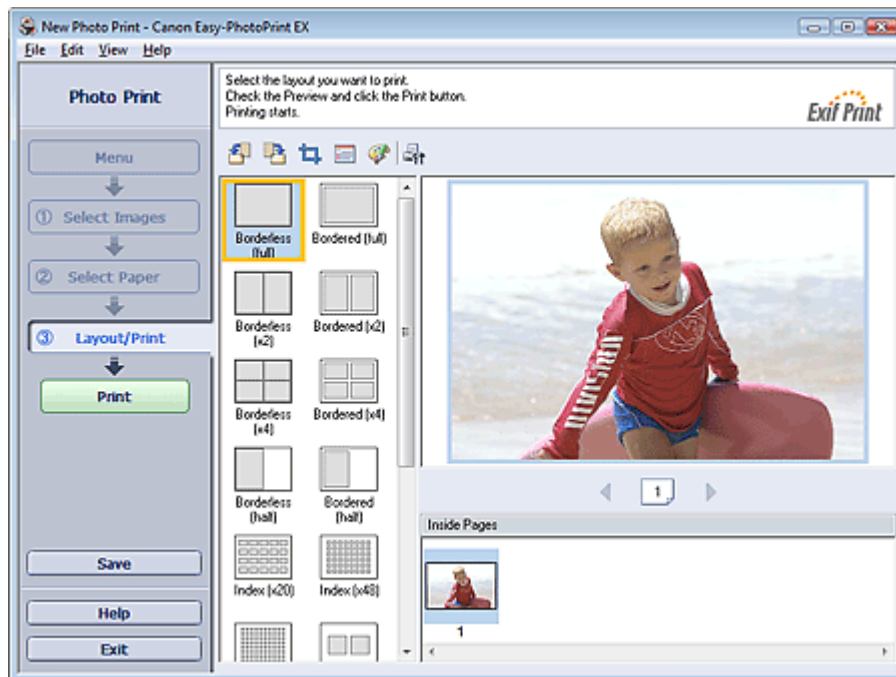 New Photo Print - Canon Easy-PhotoPrint EX
File Edit View Help
Photo Print
Select the layout you want to print.
Check the Preview and click the Print button.
Printing starts.
Exif Print
Menu
① Select Images
② Select Paper
③ Layout/Print
Print
Save
Help
Exit
Borderless
(full)
Bordered (full)
Borderless
(x2)
Bordered (x2)
Borderless
(x4)
Bordered (x4)
Borderless
(half)
Bordered
(half)
Index (x20)
Index (x48)
1
Inside Pages
1